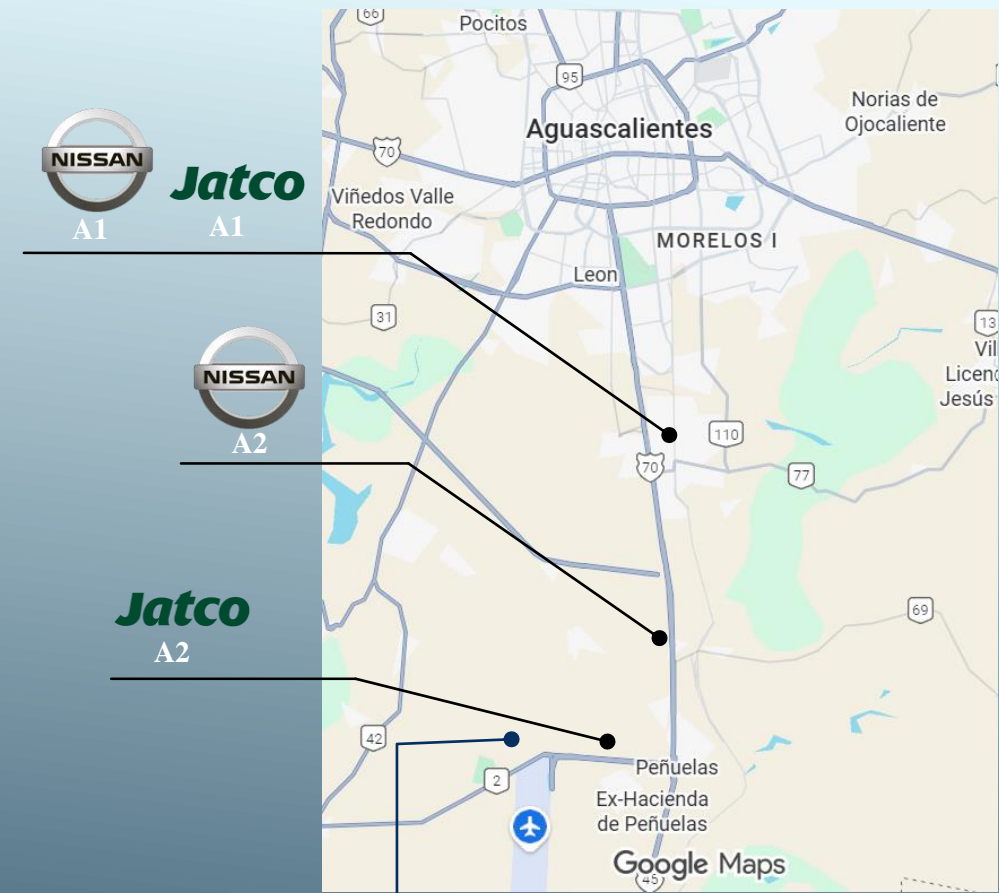 66
Pocitos
95
Norias de
Ojocaliente
Aguascalientes
NISSAN
Jatco
A1
A1
70
Viñedos Valle
Redondo
MORELOS I
Leon
31
13
Vil
Licenc
Jesús
NISSAN
A2
110
70
77
Jatco
A2
69
42
2
Peñuelas
Ex-Hacienda
de Peñuelas
Google Maps
45